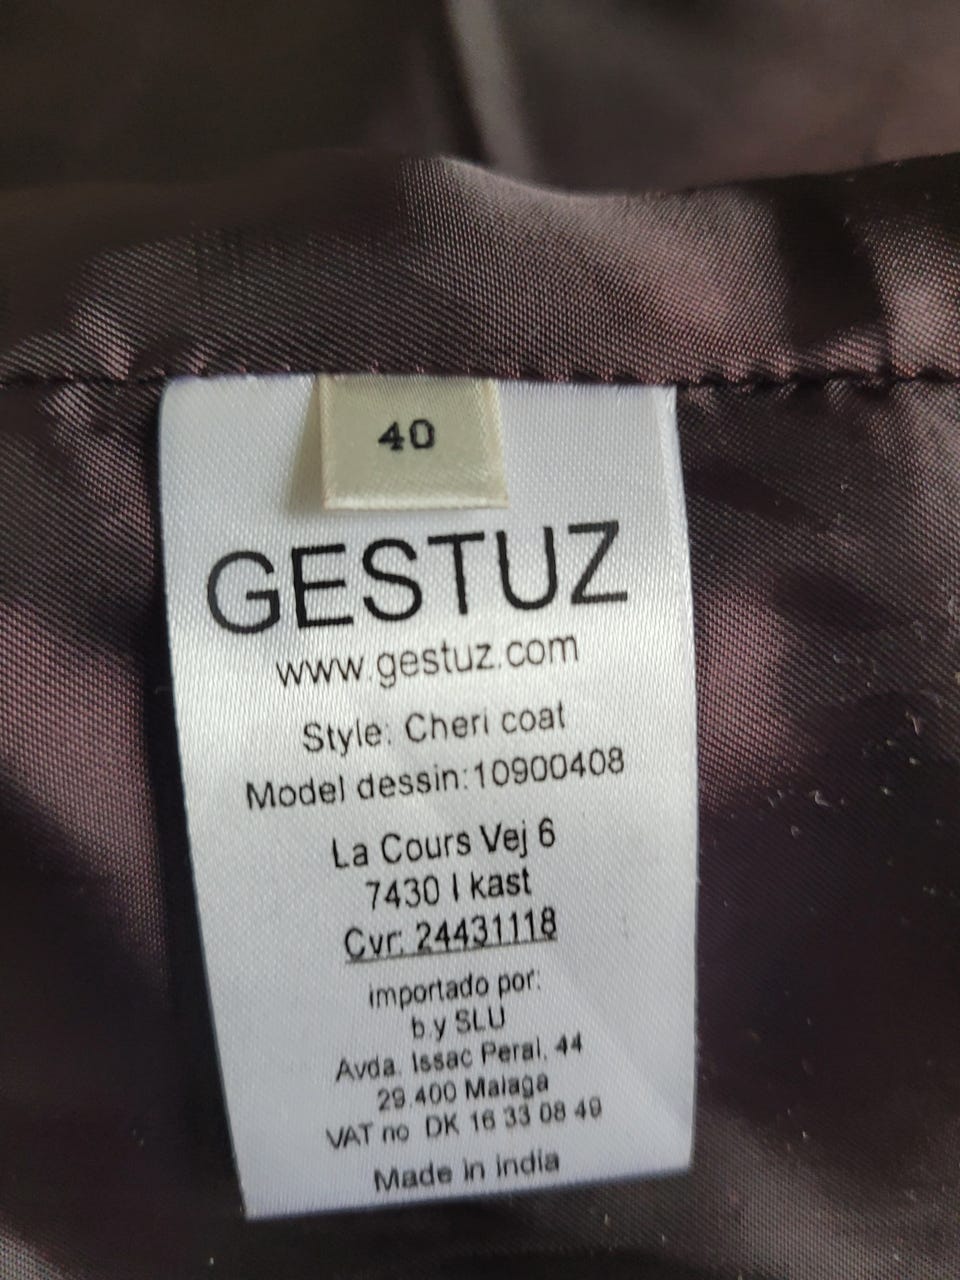 40
GESTUZ
www.gestuz.com
Style: Cheri coat
Model dessin:10900408
La Cours Vej 6
7430 I kast
Cvr: 24431118
importado por:
b.y SLU
Avda. Issac Peral, 44
29.400 Malaga
VAT no DK 16 33 08 49
Made in india